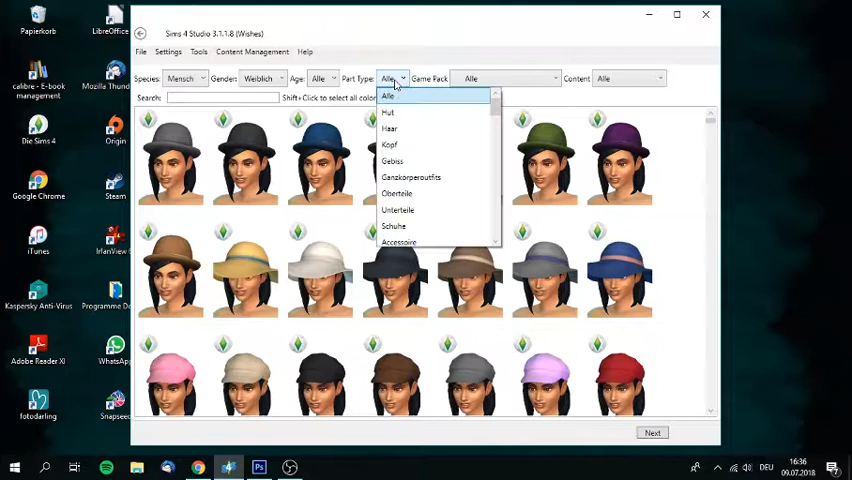 Sims 4 Studio 3.1.1.8 (Wishes)
File Settings Tools Content Management Help
Species: Mensch Gender: Weiblich Age: Alle Part Type: Alle Game Pack Alle Content Alle
Search: Shift+Click to select all color
Alle
Hut
Haar
Kopf
Gebiss
Ganzkörperoutfits
Oberteile
Unterteile
Schuhe
Accessoire
Next
Papierkorb
LibreOffice
calibre - E-book
management
Mozilla Thund
Die Sims 4
Origin
Google Chrome
Steam
iTunes
IrfanView 6
Kaspersky Anti-Virus
Programme De
Adobe Reader XI
WhatsApp
fotodarling
Snapseed
Ps
DEU
16:36
09.07.2018